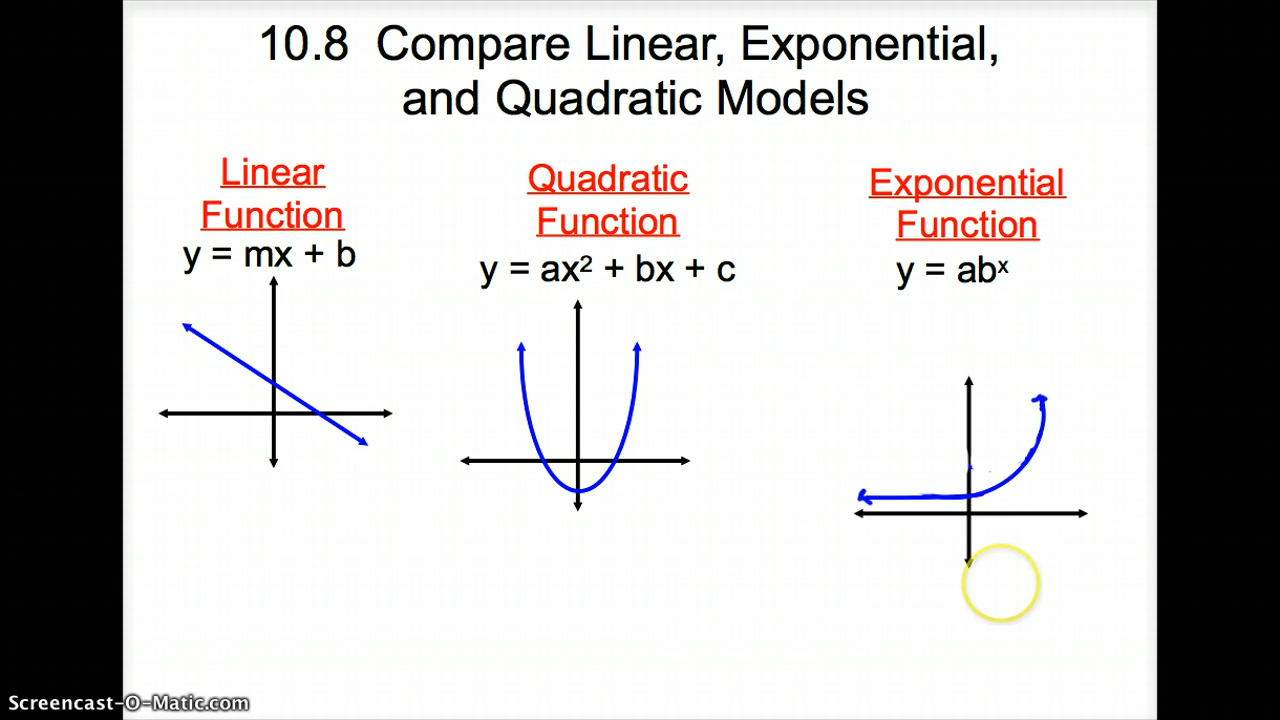 10.8 Compare Linear, Exponential,
and Quadratic Models
Linear
Function
y = mx + b
Quadratic
Function
y = ax² + bx + c
Exponential
Function
y = abˣ
Screencast-O-Matic.com